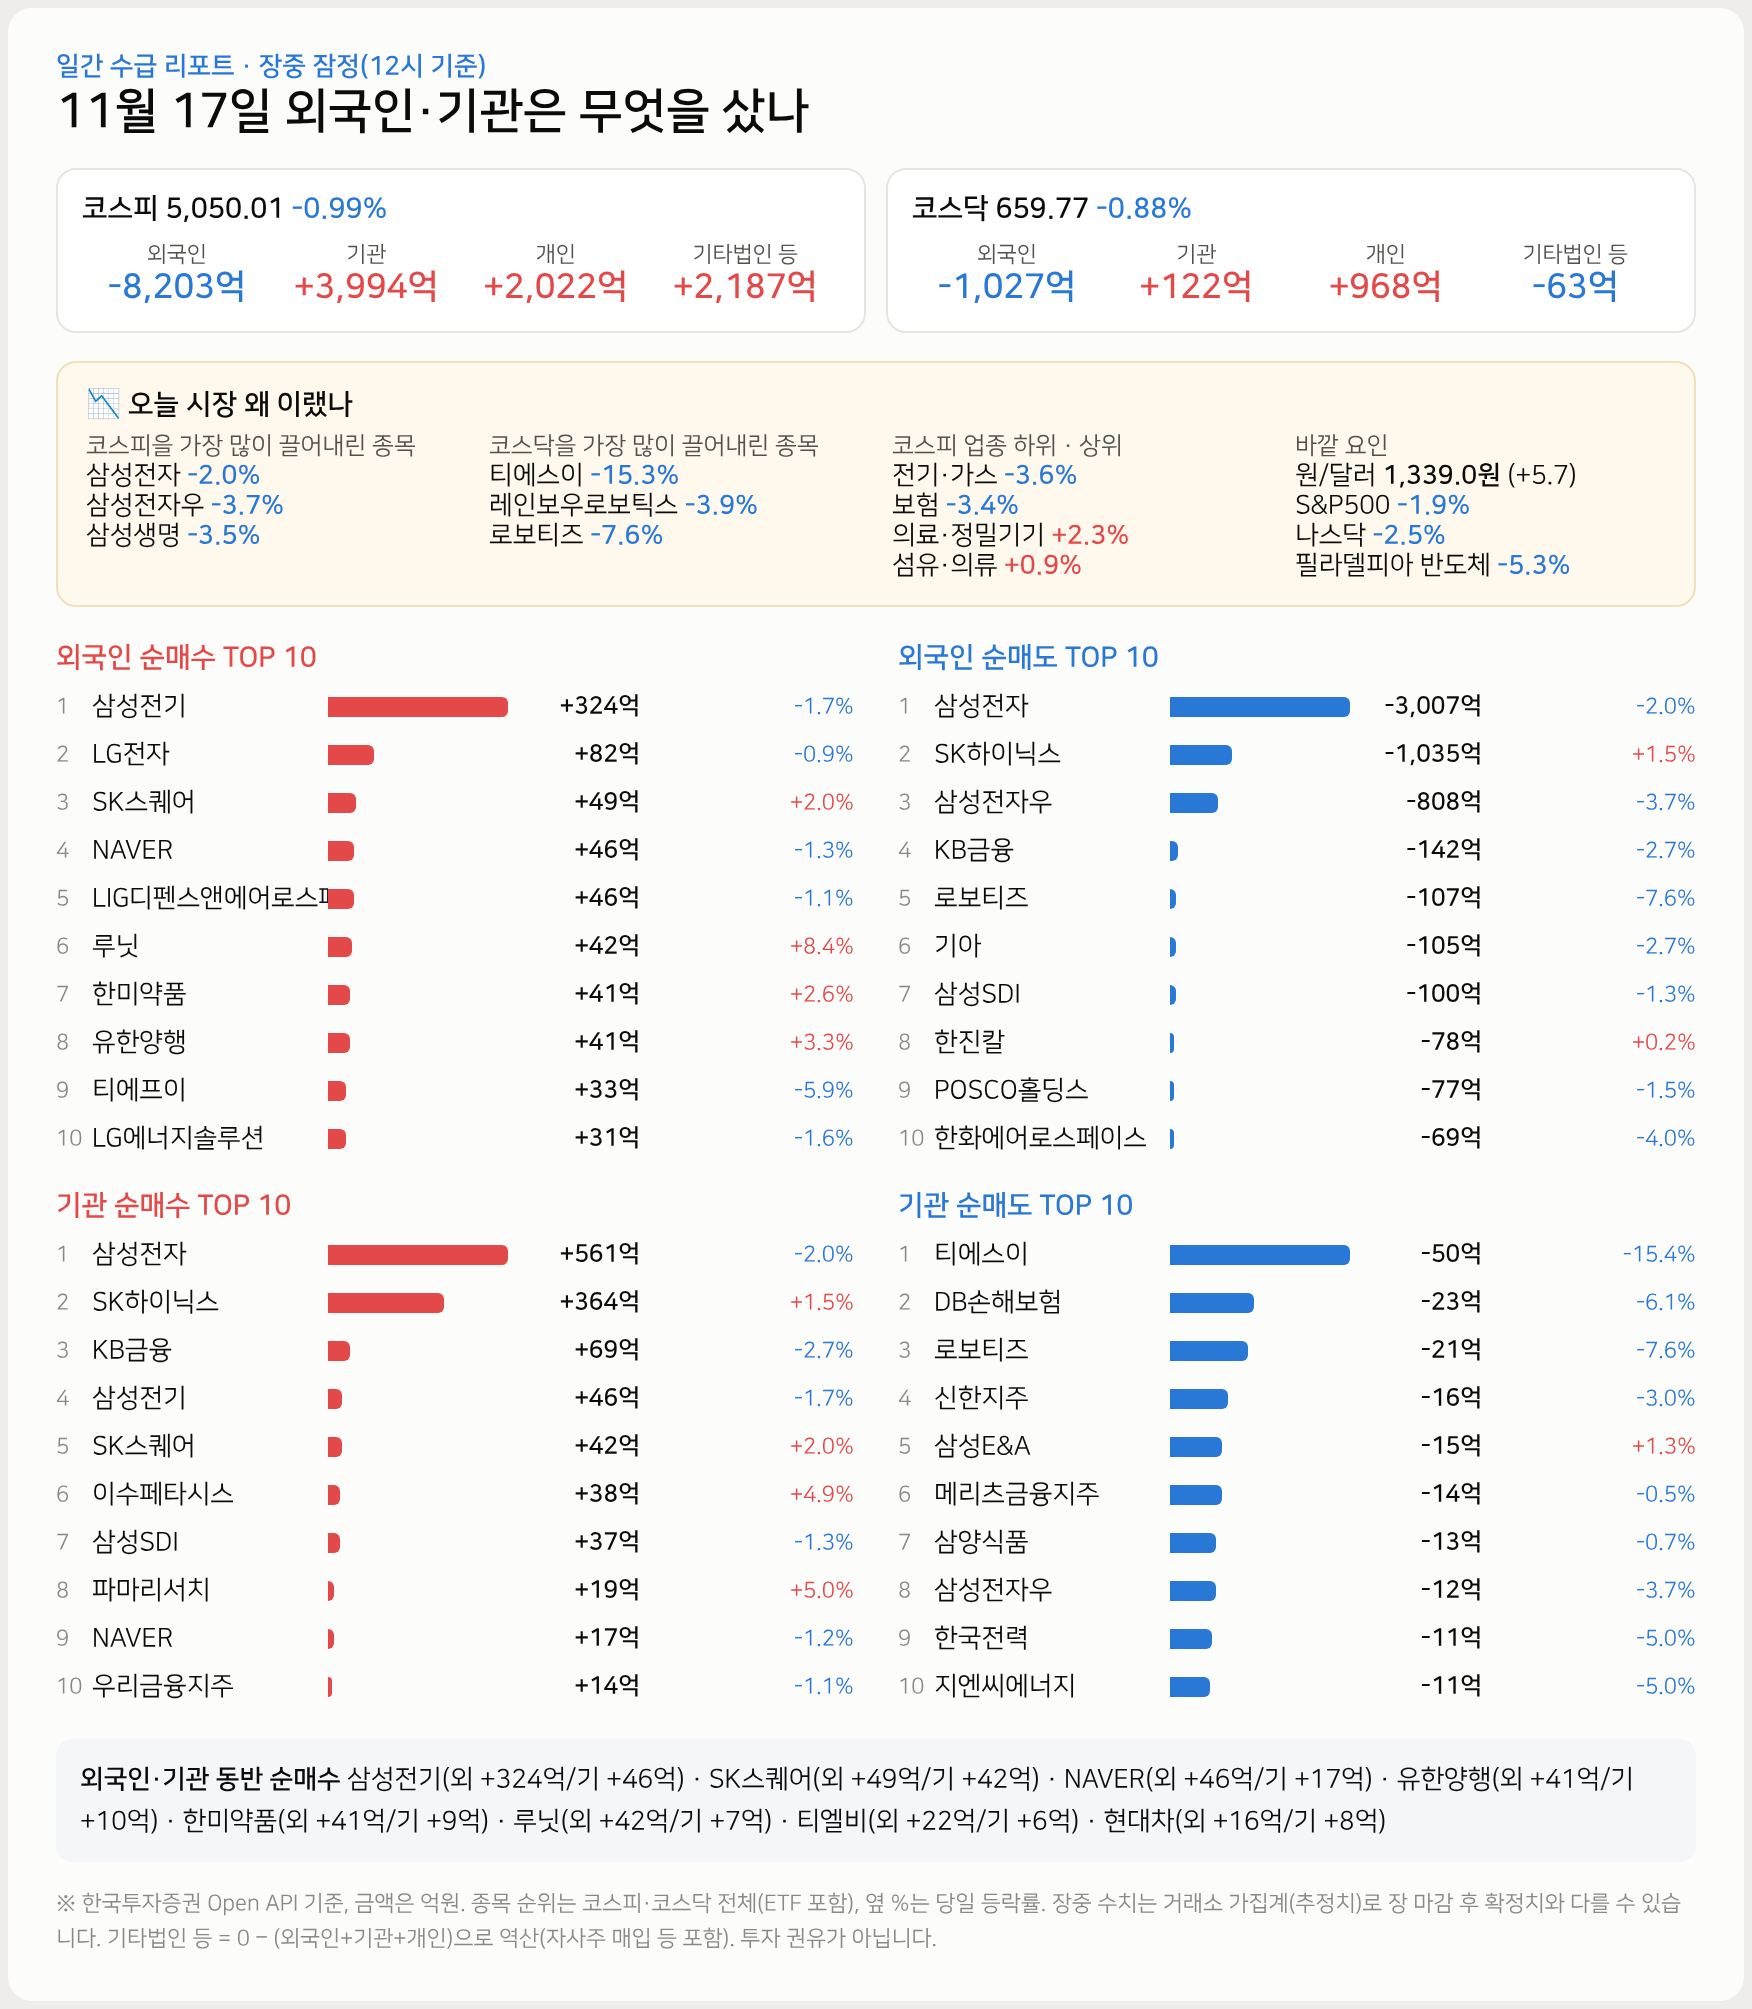 일간 수급 리포트 · 장중 잠정(12시 기준)
11월 17일 외국인·기관은 무엇을 샀나
코스피 5,050.01 -0.99%
외국인 기관 개인 기타법인 등
-8,203억 +3,994억 +2,022억 +2,187억
코스닥 659.77 -0.88%
외국인 기관 개인 기타법인 등
-1,027억 +122억 +968억 -63억
오늘 시장 왜 이랬나
코스피을 가장 많이 끌어내린 종목
삼성전자 -2.0%
삼성전자우 -3.7%
삼성생명 -3.5%
코스닥을 가장 많이 끌어내린 종목
티에스이 -15.3%
레인보우로보틱스 -3.9%
로보티즈 -7.6%
코스피 업종 하위 · 상위
전기·가스 -3.6%
보험 -3.4%
의료·정밀기기 +2.3%
섬유·의류 +0.9%
바깥 요인
원/달러 1,339.0원 (+5.7)
S&P500 -1.9%
나스닥 -2.5%
필라델피아 반도체 -5.3%
외국인 순매수 TOP 10
1 삼성전기 +324억 -1.7%
2 LG전자 +82억 -0.9%
3 SK스퀘어 +49억 +2.0%
4 NAVER +46억 -1.3%
5 LIG디펜스앤에어로스 +46억 -1.1%
6 루닛 +42억 +8.4%
7 한미약품 +41억 +2.6%
8 유한양행 +41억 +3.3%
9 티에프이 +33억 -5.9%
10 LG에너지솔루션 +31억 -1.6%
외국인 순매도 TOP 10
1 삼성전자 -3,007억 -2.0%
2 SK하이닉스 -1,035억 +1.5%
3 삼성전자우 -808억 -3.7%
4 KB금융 -142억 -2.7%
5 로보티즈 -107억 -7.6%
6 기아 -105억 -2.7%
7 삼성SDI -100억 -1.3%
8 한진칼 -78억 +0.2%
9 POSCO홀딩스 -77억 -1.5%
10 한화에어로스페이스 -69억 -4.0%
기관 순매수 TOP 10
1 삼성전자 +561억 -2.0%
2 SK하이닉스 +364억 +1.5%
3 KB금융 +69억 -2.7%
4 삼성전기 +46억 -1.7%
5 SK스퀘어 +42억 +2.0%
6 이수페타시스 +38억 +4.9%
7 삼성SDI +37억 -1.3%
8 파마리서치 +19억 +5.0%
9 NAVER +17억 -1.2%
10 우리금융지주 +14억 -1.1%
기관 순매도 TOP 10
1 티에스이 -50억 -15.4%
2 DB손해보험 -23억 -6.1%
3 로보티즈 -21억 -7.6%
4 신한지주 -16억 -3.0%
5 삼성E&A -15억 +1.3%
6 메리츠금융지주 -14억 -0.5%
7 삼양식품 -13억 -0.7%
8 삼성전자우 -12억 -3.7%
9 한국전력 -11억 -5.0%
10 지엔씨에너지 -11억 -5.0%
외국인·기관 동반 순매수 삼성전기(외 +324억/기 +46억) · SK스퀘어(외 +49억/기 +42억) · NAVER(외 +46억/기 +17억) · 유한양행(외 +41억/기
+10억) · 한미약품(외 +41억/기 +9억) · 루닛(외 +42억/기 +7억) · 티엘비(외 +22억/기 +6억) · 현대차(외 +16억/기 +8억)
※ 한국투자증권 Open API 기준, 금액은 억원. 종목 순위는 코스피·코스닥 전체(ETF 포함), 옆 %는 당일 등락률. 장중 수치는 거래소 가집계(추정치)로 장 마감 후 확정치와 다를 수 있습
니다. 기타법인 등 = 0 − (외국인+기관+개인)으로 역산(자사주 매입 등 포함). 투자 권유가 아닙니다.